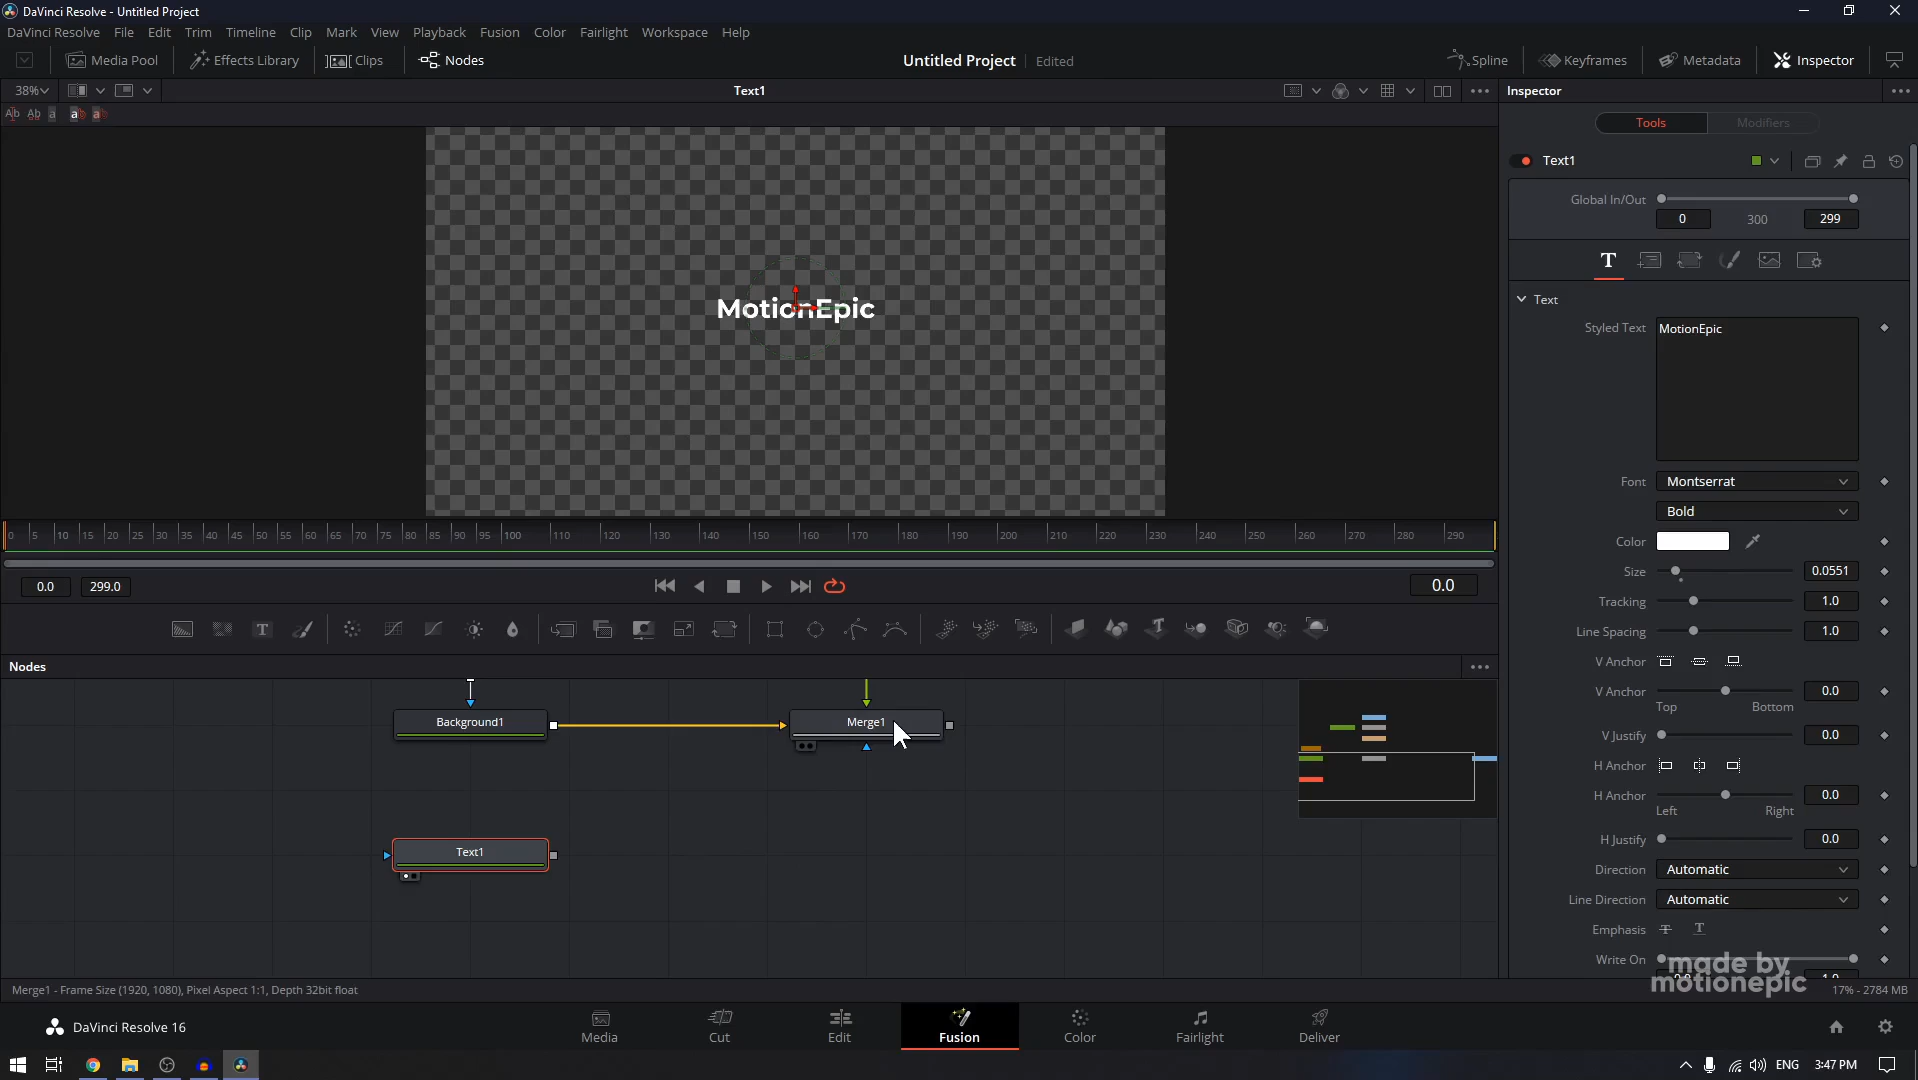 DaVinci Resolve - Untitled Project
DaVinci Resolve File Edit Trim Timeline Clip Mark View Playback Fusion Color Fairlight Workspace Help
Media Pool Effects Library Clips Nodes Untitled Project Edited Spline Keyframes Metadata Inspector
38% Text1 Inspector
Tools Modifiers
Text1
Global In/Out
0 300 299
MotionEpic
Text
Styled Text MotionEpic
Font Montserrat
Bold
Color
Size 0.0551
Tracking 1.0
Line Spacing 1.0
V Anchor
V Anchor 0.0
Top Bottom
V Justify 0.0
H Anchor
H Anchor 0.0
Left Right
H Justify 0.0
Direction Automatic
Line Direction Automatic
Emphasis
Write On
0 5 10 15 20 25 30 35 40 45 50 55 60 65 70 75 80 85 90 95 100 110 120 130 140 150 160 170 180 190 200 210 220 230 240 250 260 270 280 290
0.0 299.0 0.0
Nodes
Background1 Merge1
Text1
made by
motionepic
Merge1 - Frame Size (1920, 1080), Pixel Aspect 1:1, Depth 32bit float 17% - 2784 MB
DaVinci Resolve 16 Media Cut Edit Fusion Color Fairlight Deliver
ENG 3:47 PM